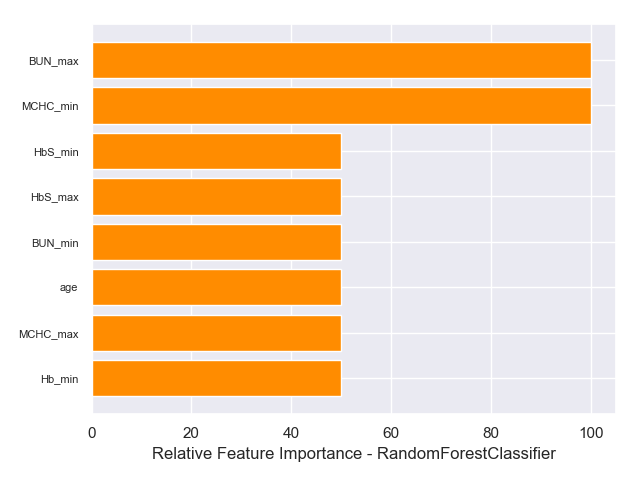 BUN_max
MCHC_min
HbS_min
HbS_max
BUN_min
age
MCHC_max
Hb_min
0 20 40 60 80 100
Relative Feature Importance - RandomForestClassifier